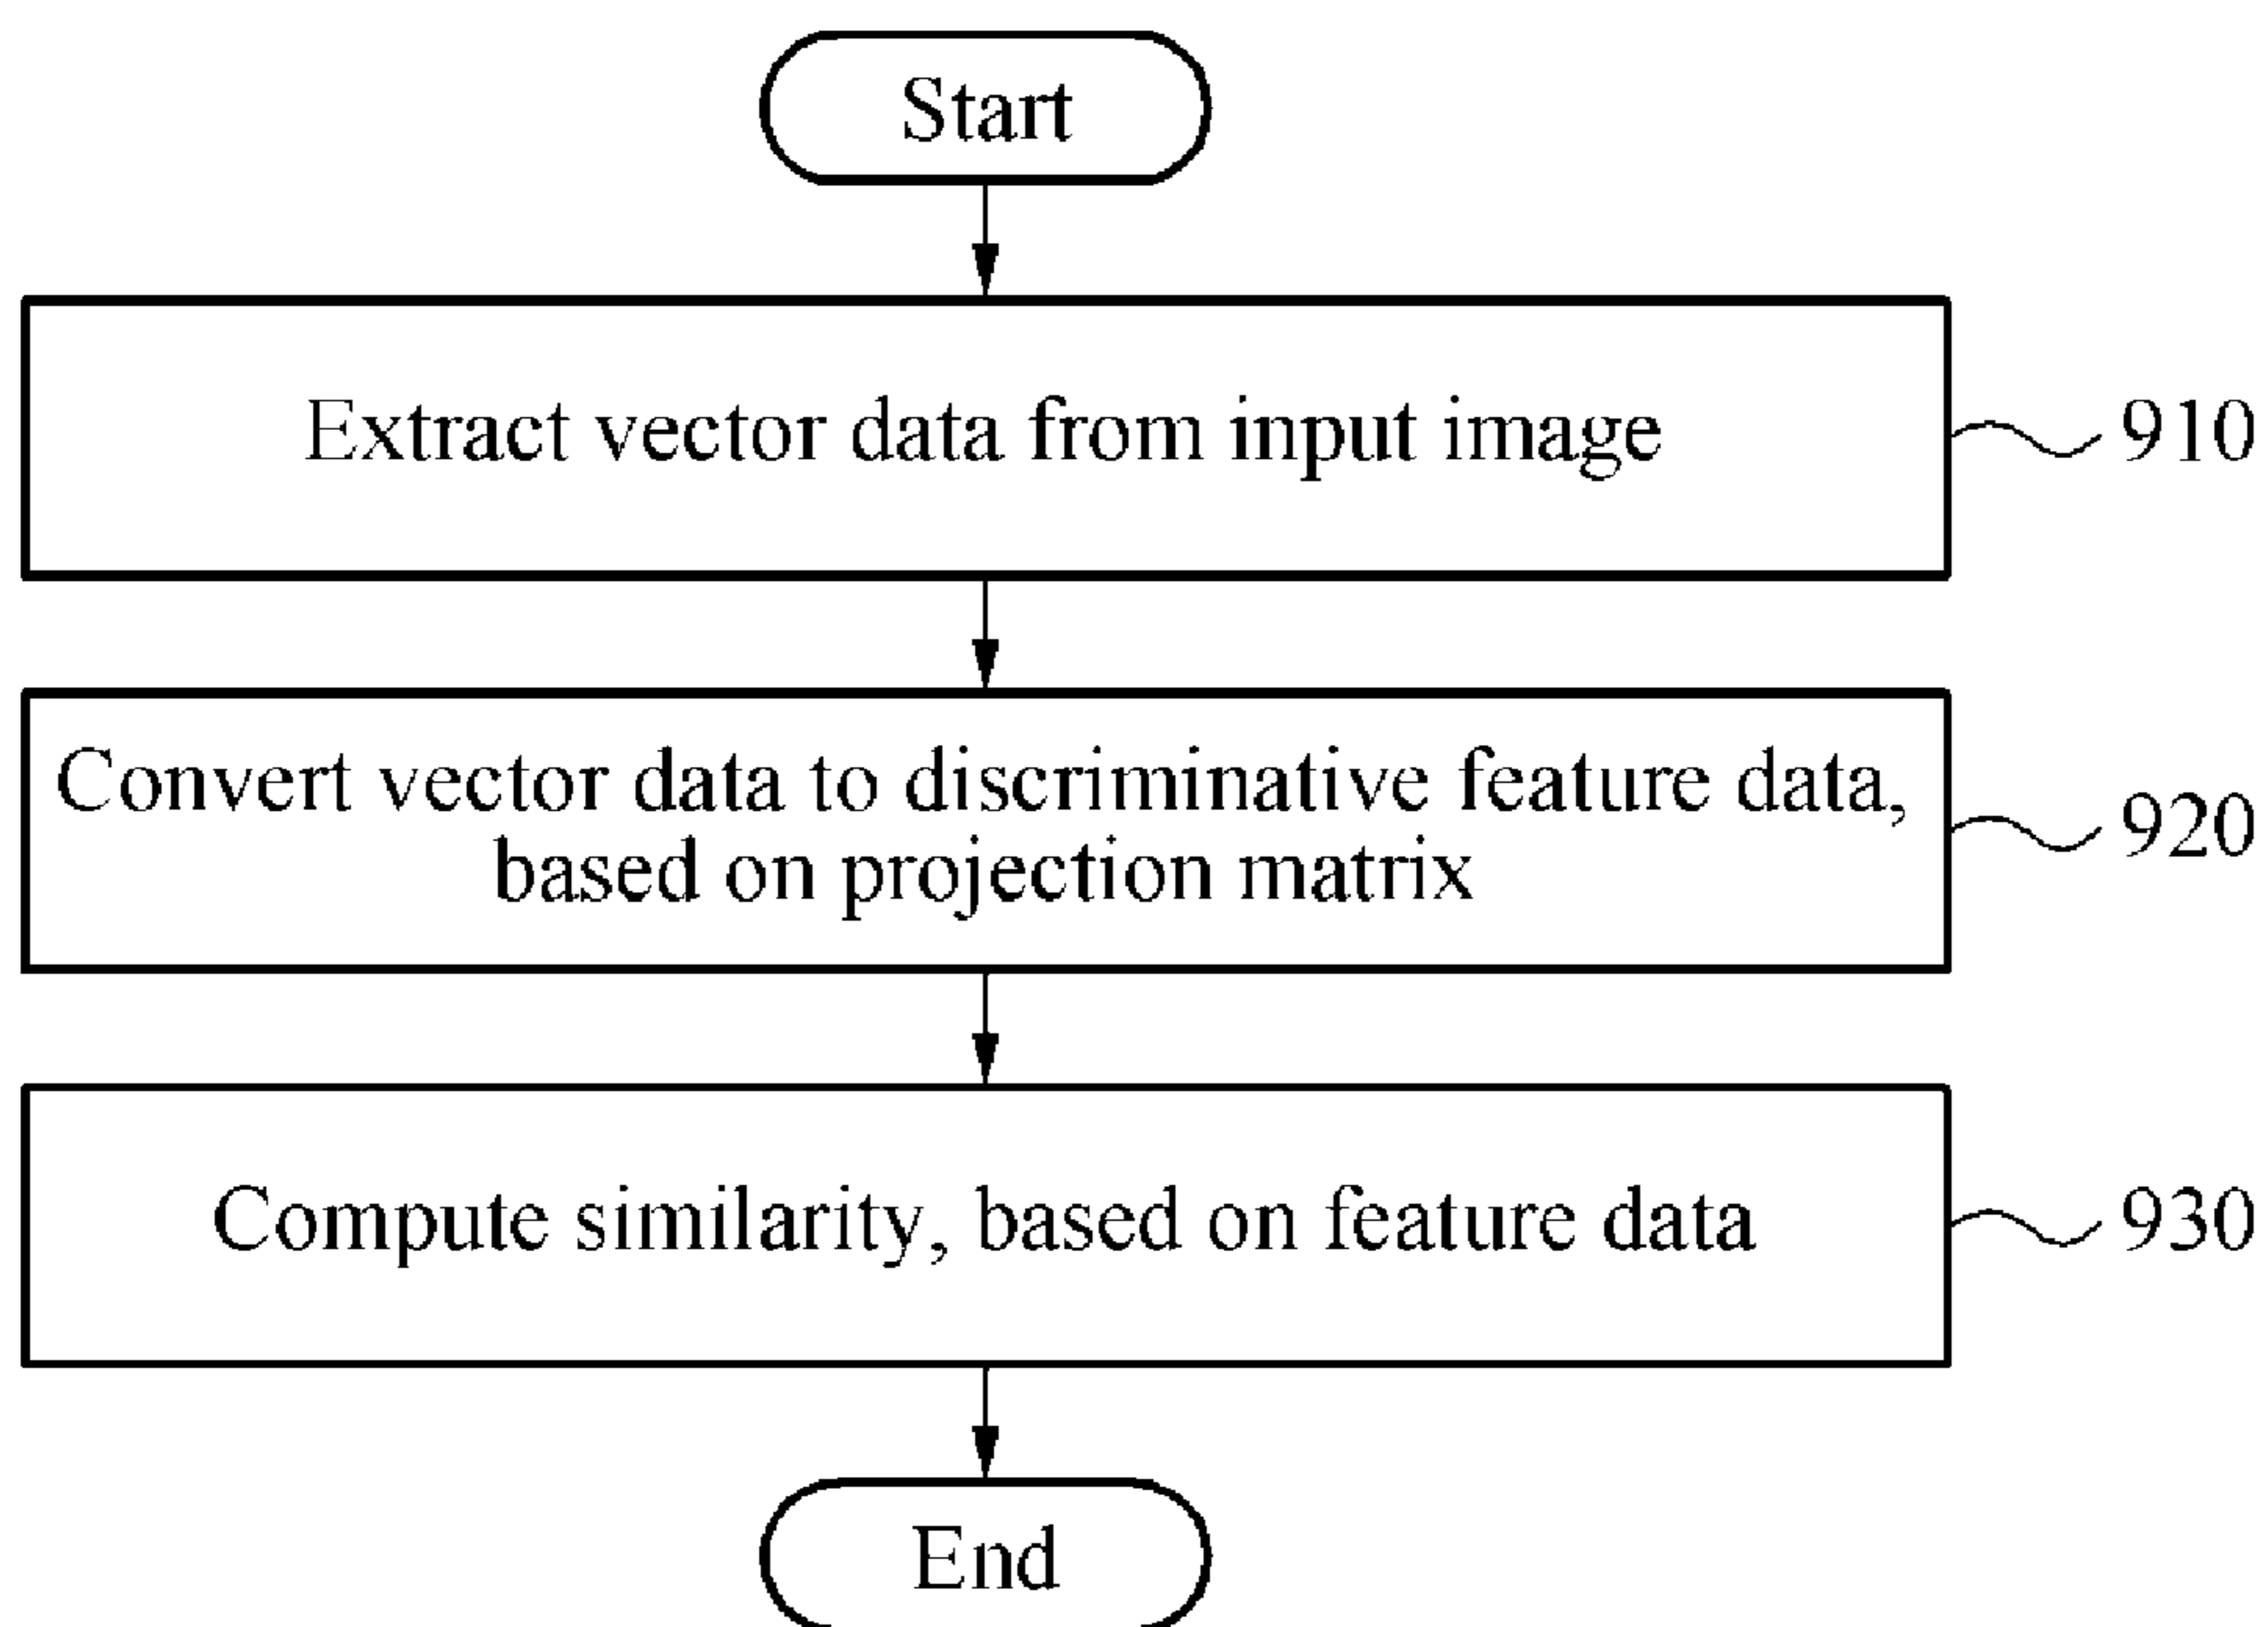 Start
Extract vector data from input image
910
Convert vector data to discriminative feature data,
based on projection matrix
920
Compute similarity, based on feature data
930
End